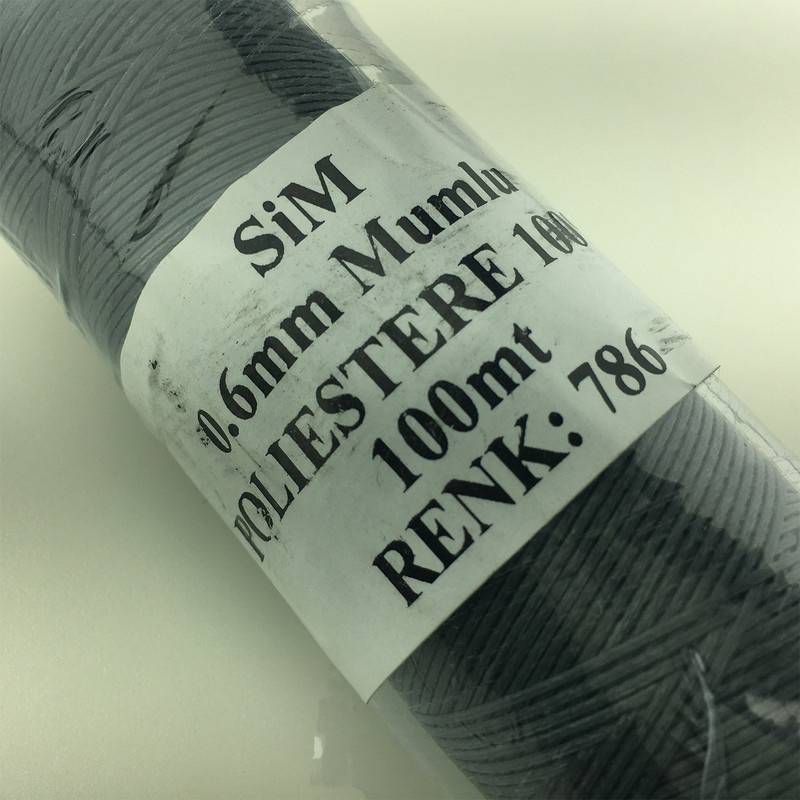 SiM
0.6mm Mumlu
POLIESTERE 100
100mt
RENK: 786